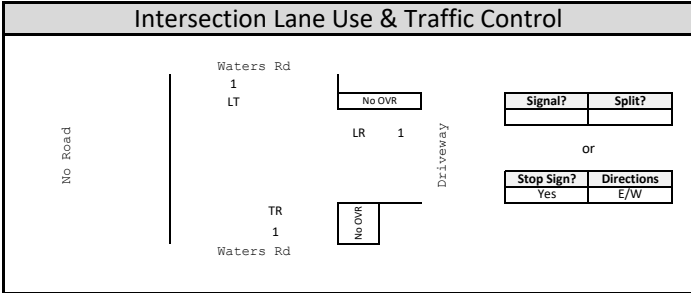 Intersection Lane Use & Traffic Control
Waters Rd
1
LT
No OVR
Signal? Split?
No Road
LR 1
Driveway
or
Stop Sign? Directions
Yes E/W
TR
1
No OVR
Waters Rd